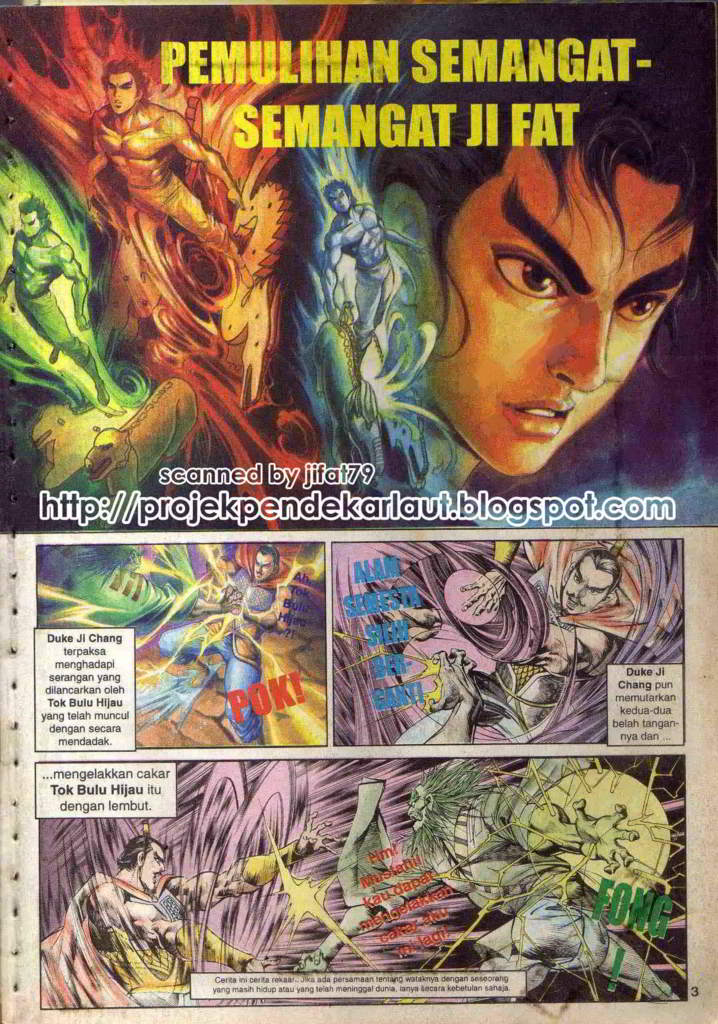 PEMULIHAN SEMANGAT-
SEMANGAT JI FAT
scanned by jifat79
http://projekpendekarlaut.blogspot.com
Duke Ji Chang
terpaksa
menghadapi
serangan yang
dilancarkan oleh
Tok Bulu Hijau
yang telah muncul
dengan secara
mendadak.
Ah,
Tok
Bulu
Hijau
?!
POK!
ALAM
SEMESTA
SILIH
BER-
GANTI!
Duke Ji
Chang pun
memutarkan
kedua-dua
belah tangan-
nya dan ...
...mengelakkan cakar
Tok Bulu Hijau itu
dengan lembut.
Hm!
Mustahil
kau dapat
mengelakkan
cakar aku
ini lagi!
FONG
!
Cerita ini cerita rekaan. Jika ada persamaan tentang wataknya dengan seseorang
yang masih hidup atau yang telah meninggal dunia, ianya secara kebetulan sahaja.
3